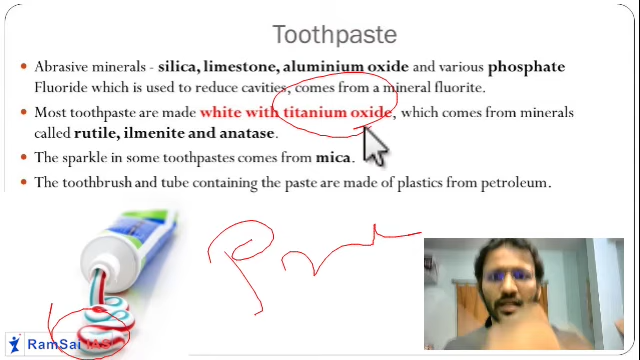 Toothpaste
Abrasive minerals - silica, limestone, aluminium oxide and various phosphate
Fluoride which is used to reduce cavities, comes from a mineral fluorite.
Most toothpaste are made white with titanium oxide, which comes from minerals
called rutile, ilmenite and anatase.
The sparkle in some toothpastes comes from mica.
The toothbrush and tube containing the paste are made of plastics from petroleum.
RamSai IAS